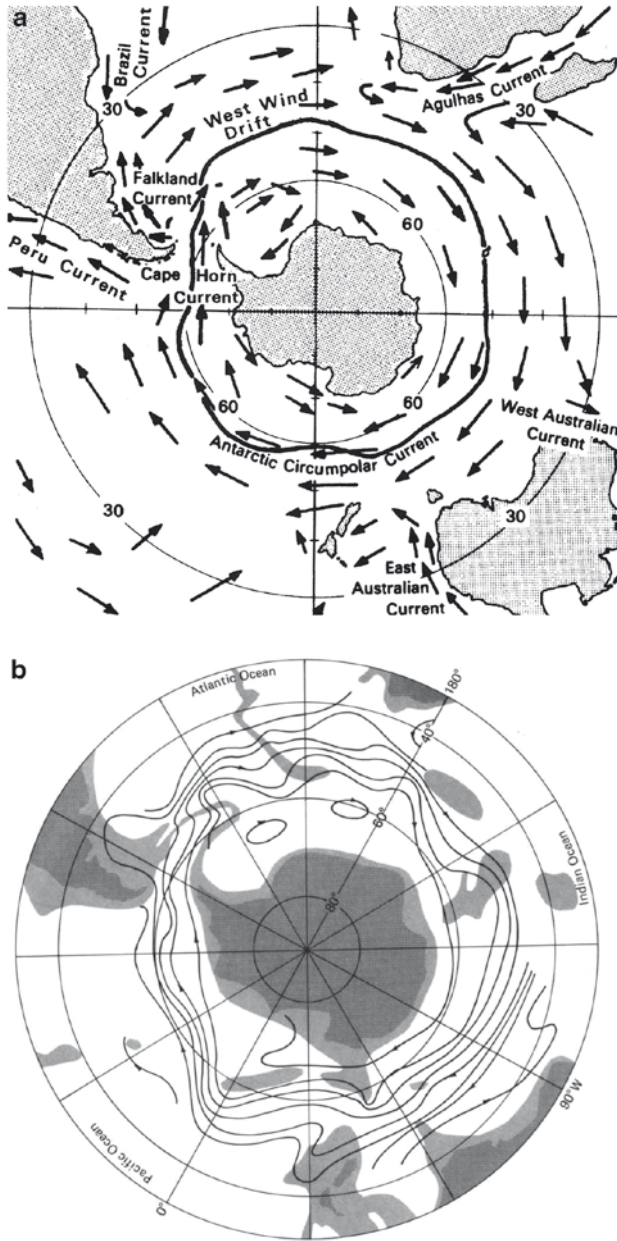 a
Brazil
Current
30
West Wind
Drift
Agulhas Current
30
Falkland
Current
60
Peru Current
Cape Horn
Current
60
60
West Australian
Current
Antarctic Circumpolar Current
30
30
East
Australian
Current
b
Atlantic Ocean
180°
40°
60°
Indian Ocean
80°
90°W
Pacific Ocean
0°